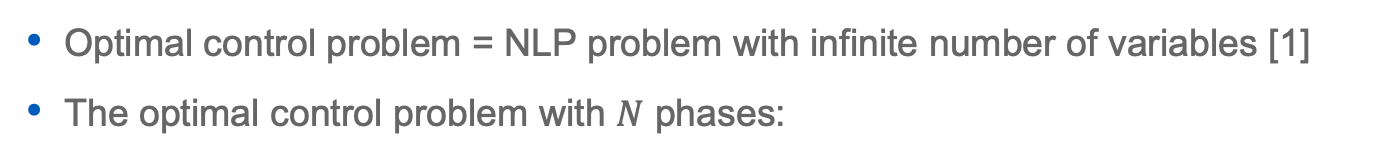 • Optimal control problem = NLP problem with infinite number of variables [1]
• The optimal control problem with N phases: